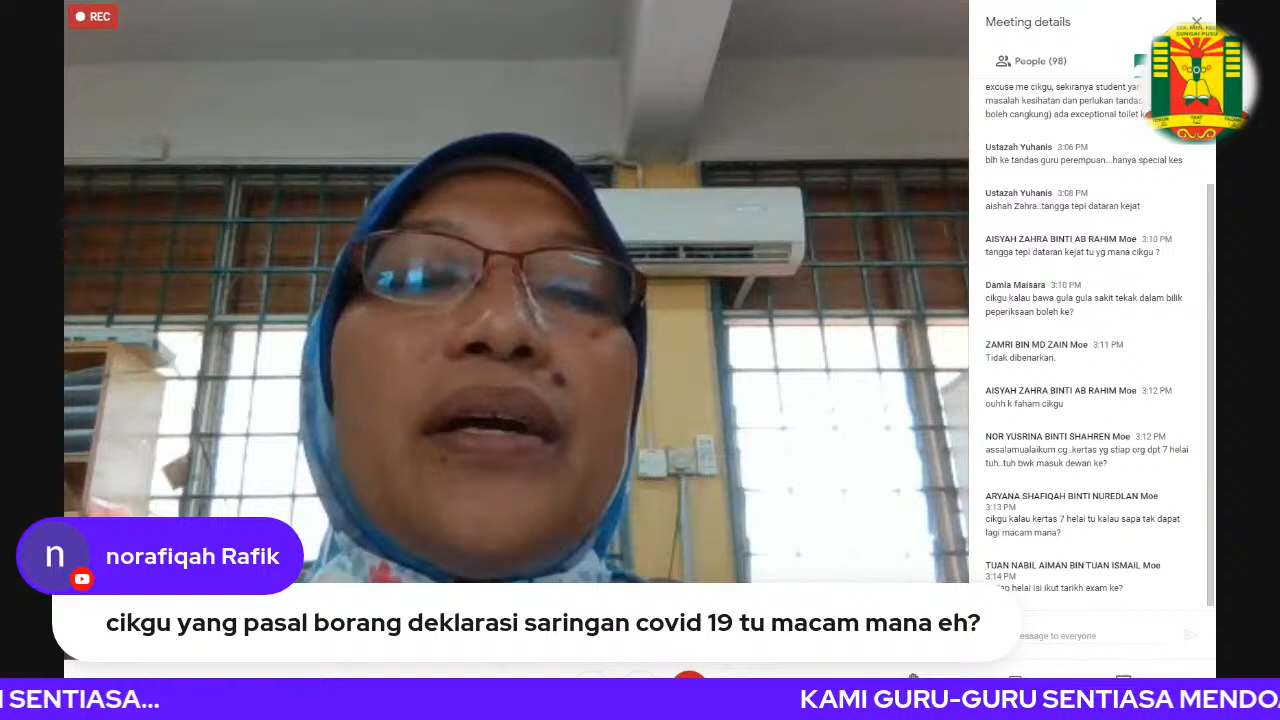 REC
Meeting details
People (98)
excuse me cikgu, sekiranya student
masalah kesihatan dan perlukan tandas
boleh cangkung) ada exceptional toilet
Ustazah Yuhanis 3:06 PM
blh ke tandas guru perempuan...hanya special kes
Ustazah Yuhanis 3:08 PM
aishah Zahra..tangga tepi dataran kejat
AISYAH ZAHRA BINTI AB RAHIM Moe 3:10 PM
tangga tepi dataran kejat tu yg mana cikgu ?
Damia Maisara 3:10 PM
cikgu kalau bawa gula gula sakit tekak dalam bilik
peperiksaan boleh ke?
ZAMRI BIN MD ZAIN Moe 3:11 PM
Tidak dibenarkan.
AISYAH ZAHRA BINTI AB RAHIM Moe 3:12 PM
ouhh k faham cikgu
NOR YUSRINA BINTI SHAHREN Moe 3:12 PM
assalamualaikum cg..kertas yg stiap org dpt 7 helai
tuh..tuh bwk masuk dewan ke?
ARYANA SHAFIQAH BINTI NUREDLAN Moe
3:13 PM
cikgu kalau kertas 7 helai tu kalau sapa tak dapat
lagi macam mana?
TUAN NABIL AIMAN BIN TUAN ISMAIL Moe
3:14 PM
helai isi ikut tarikh exam ke?
essage to everyone
SUNGAI PUSU
TAAT
n
norafiqah Rafik
cikgu yang pasal borang deklarasi saringan covid 19 tu macam mana eh?
I SENTIASA... KAMI GURU-GURU SENTIASA MENDOA